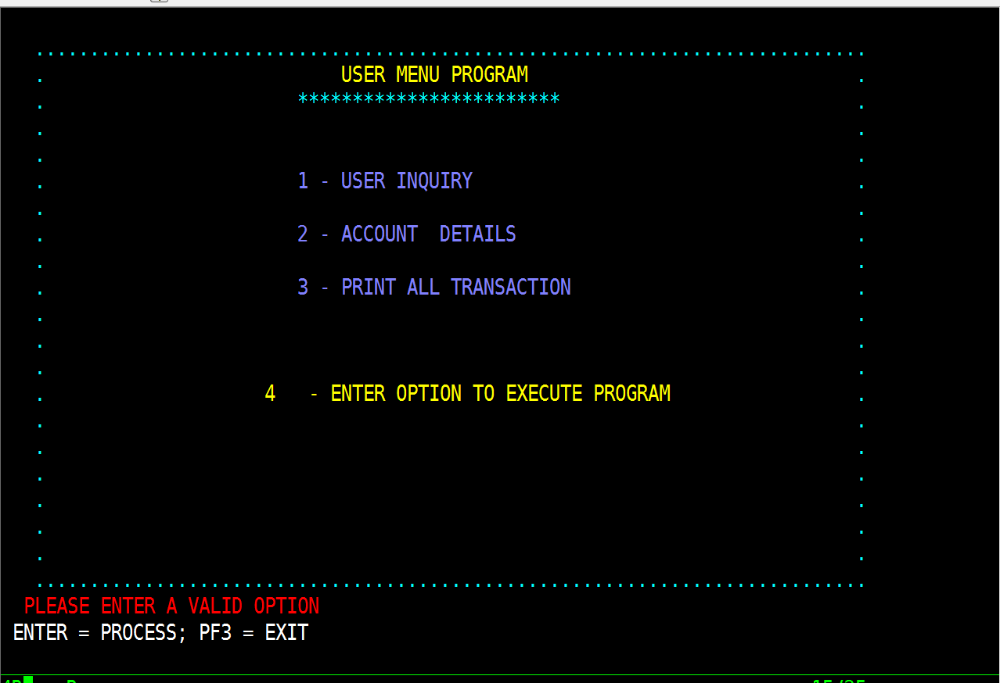 USER MENU PROGRAM
************************
1 - USER INQUIRY
2 - ACCOUNT  DETAILS
3 - PRINT ALL TRANSACTION
4   - ENTER OPTION TO EXECUTE PROGRAM
PLEASE ENTER A VALID OPTION
ENTER = PROCESS; PF3 = EXIT